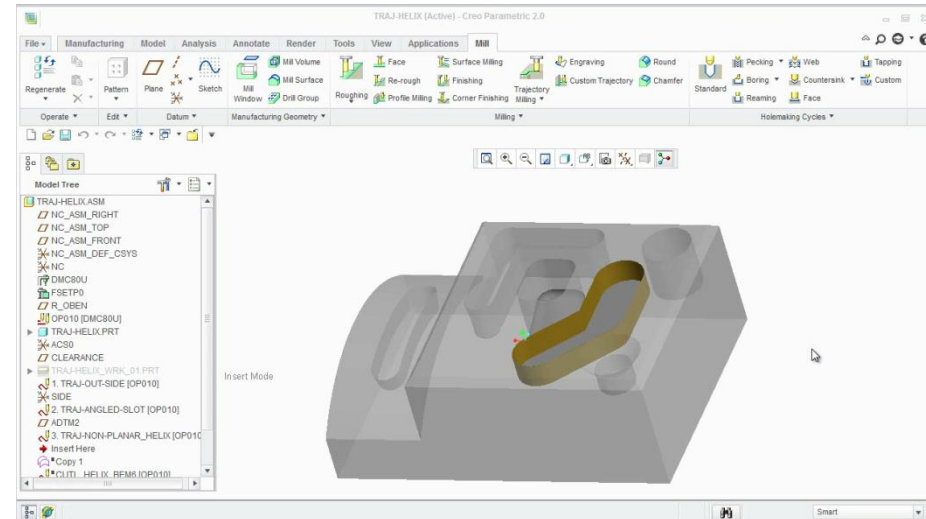 TRAJ-HELIX (Active) - Creo Parametric 2.0
File Manufacturing Model Analysis Annotate Render Tools View Applications Mill
Regenerate
Pattern
Plane
Sketch
Mill Window
Mill Volume
Mill Surface
Drill Group
Roughing
Face
Re-rough
Profile Milling
Surface Milling
Finishing
Corner Finishing
Trajectory Milling
Engraving
Custom Trajectory
Round
Chamfer
Standard
Pecking
Boring
Reaming
Web
Countersink
Face
Tapping
Custom
Operate Edit Datum Manufacturing Geometry Milling Holemaking Cycles
Model Tree
TRAJ-HELIX.ASM
NC_ASM_RIGHT
NC_ASM_TOP
NC_ASM_FRONT
NC_ASM_DEF_CSYS
NC
DMC80U
FSETP0
R_OBEN
OP010 [DMC80U]
TRAJ-HELIX.PRT
ACS0
CLEARANCE
TRAJ-HELIX_WRK_01.PRT
1. TRAJ-OUT-SIDE [OP010]
SIDE
2. TRAJ-ANGLED-SLOT [OP010]
ADTM2
3. TRAJ-NON-PLANAR_HELIX [OP010
Insert Here
Copy 1
Insert Mode
Smart